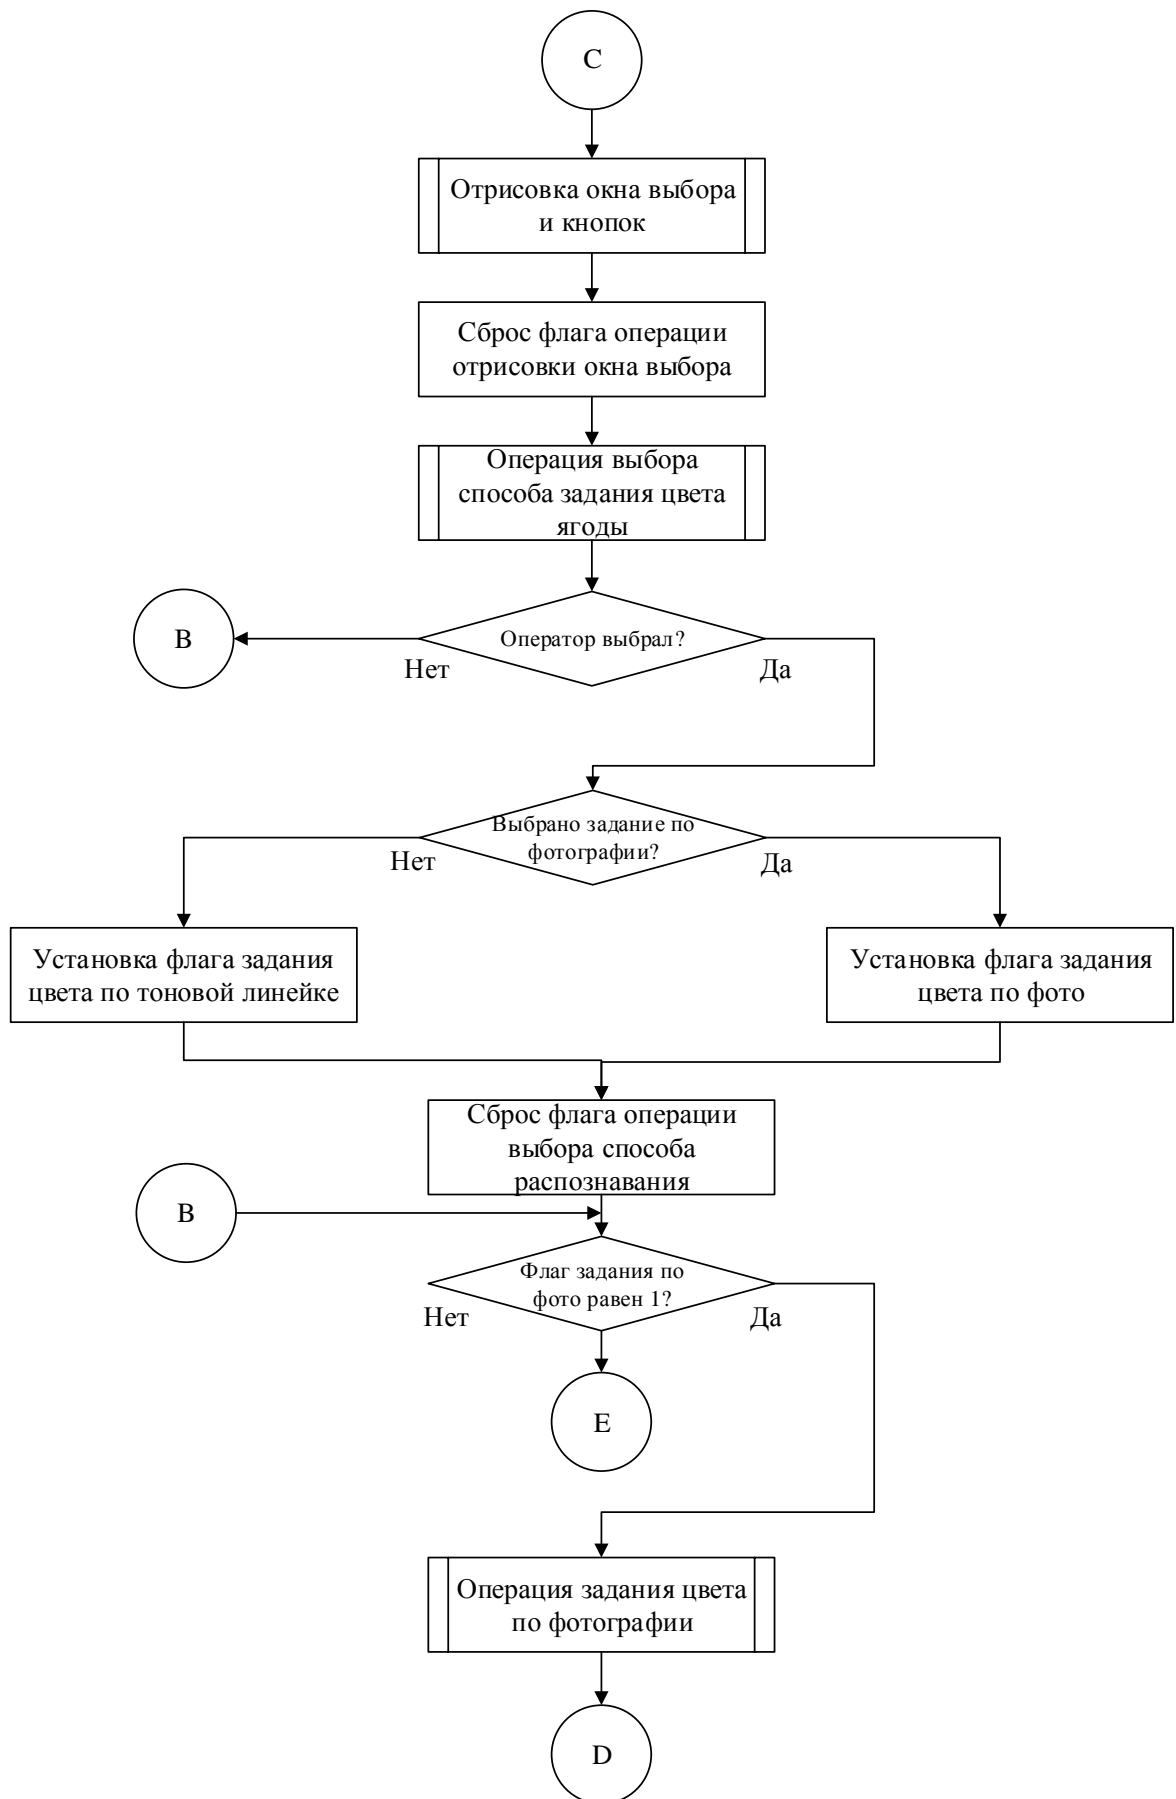 C
Отрисовка окна выбора
и кнопок
Сброс флага операции
отрисовки окна выбора
Операция выбора
способа задания цвета
ягоды
B
Оператор выбрал?
Нет
Да
Выбрано задание по
фотографии?
Нет
Да
Установка флага задания
цвета по тоновой линейке
Установка флага задания
цвета по фото
Сброс флага операции
выбора способа
распознавания
B
Флаг задания по
фото равен 1?
Нет
Да
E
Операция задания цвета
по фотографии
D